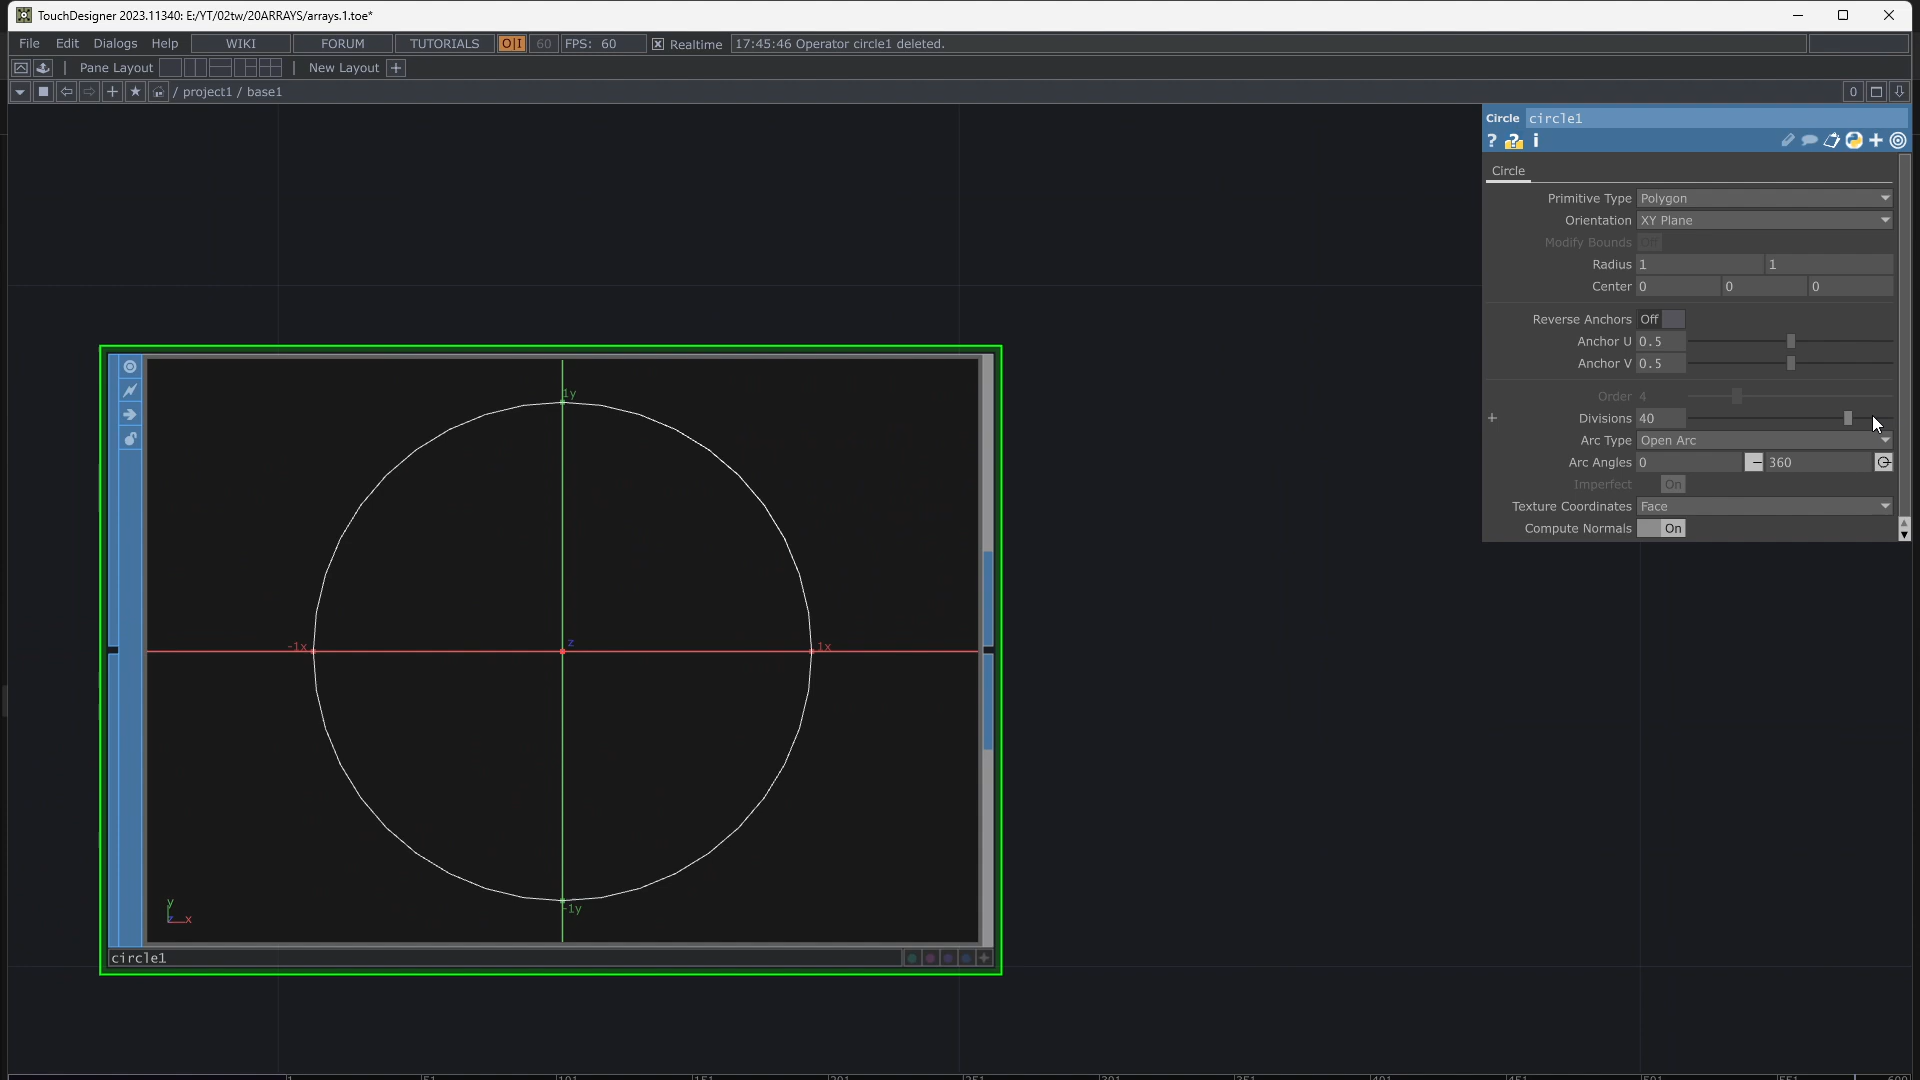 TouchDesigner 2023.11340: E:/YT/02tw/20ARRAYS/arrays.1.toe*
File Edit Dialogs Help WIKI FORUM TUTORIALS O|I 60 FPS: 60 Realtime 17:45:46 Operator circle1 deleted.
Pane Layout New Layout +
/ project1 / base1 0
Circle circle1
? ? i
Circle
Primitive Type Polygon
Orientation XY Plane
Modify Bounds Off
Radius 1 1
Center 0 0 0
Reverse Anchors Off
Anchor U 0.5
Anchor V 0.5
Order 4
Divisions 40
Arc Type Open Arc
Arc Angles 0 360
Imperfect On
Texture Coordinates Face
Compute Normals On
1y
-1x z 1x
-1y
y
z x
circle1